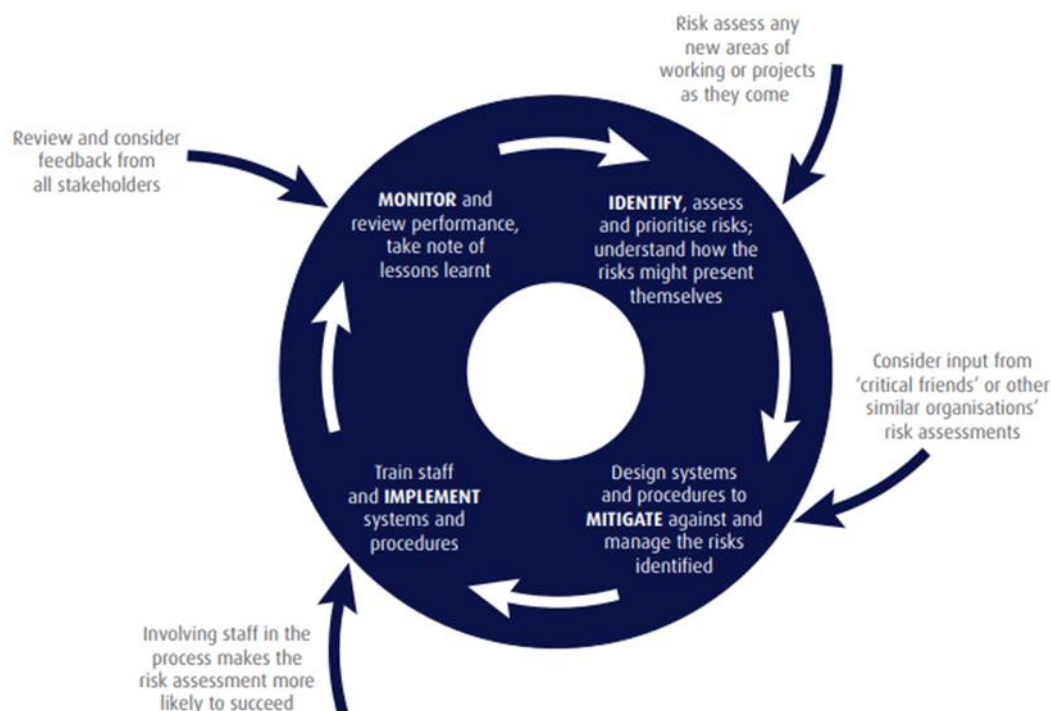 Risk assess any
new areas of
working or projects
as they come
Review and consider
feedback from
all stakeholders
MONITOR and
review performance,
take note of
lessons learnt
IDENTIFY, assess
and prioritise risks;
understand how the
risks might present
themselves
Consider input from
‘critical friends’ or other
similar organisations’
risk assessments
Train staff
and IMPLEMENT
systems and
procedures
Design systems
and procedures to
MITIGATE against and
manage the risks
identified
Involving staff in the
process makes the
risk assessment more
likely to succeed